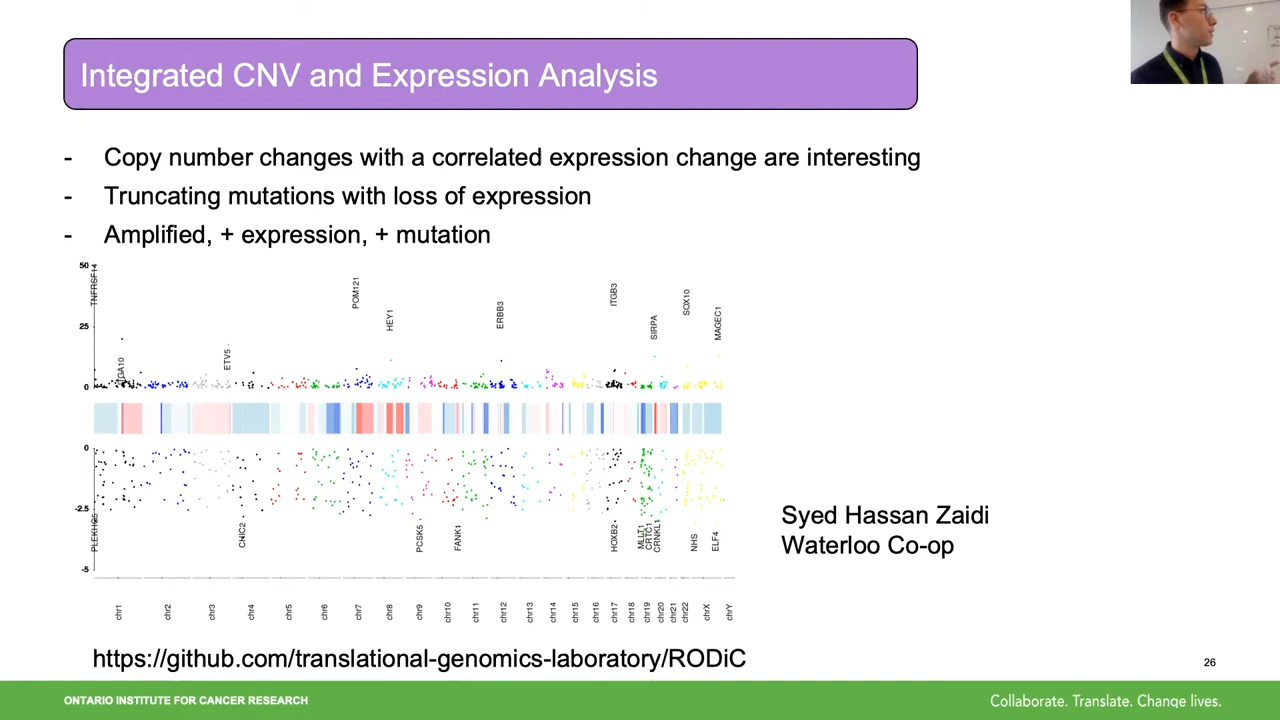 Integrated CNV and Expression Analysis
- Copy number changes with a correlated expression change are interesting
- Truncating mutations with loss of expression
- Amplified, + expression, + mutation
50
TNFRSF14
POM121
ITGB3
SOX10
HEY1
ERBB3
SIRPA
MAGEC1
25
ETV5
0
0
-2.5
PLEKHG5
PCSK5
FANK1
HOXB2
MLLT1
CRTC1
CRNKL1
NHS
ELF4
-5
chr1 chr2 chr3 chr4 chr5 chr6 chr7 chr8 chr9 chr10 chr11 chr12 chr13 chr14 chr15 chr16 chr17 chr18 chr19 chr20 chr21 chr22 chrX chrY
Syed Hassan Zaidi
Waterloo Co-op
https://github.com/translational-genomics-laboratory/RODiC
26
ONTARIO INSTITUTE FOR CANCER RESEARCH
Collaborate. Translate. Change lives.